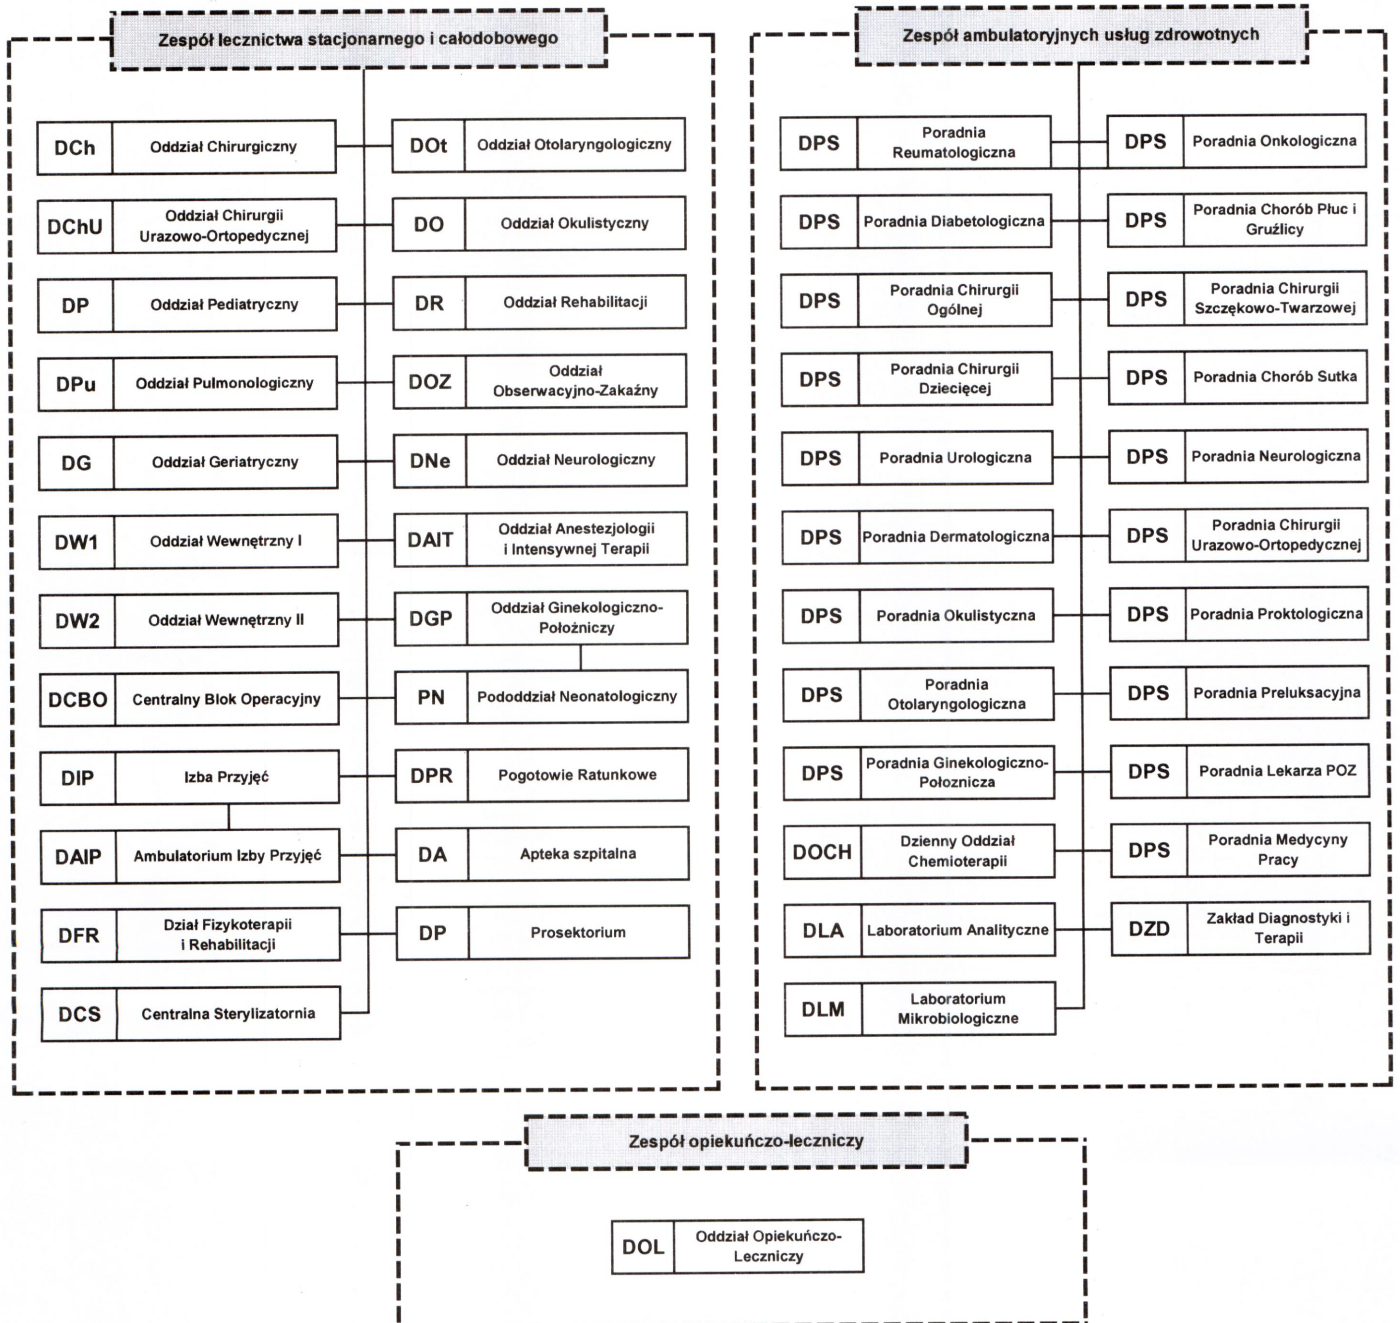 Zespół lecznictwa stacjonarnego i całodobowego
DCh
Oddział Chirurgiczny
DOt
Oddział Otolaryngologiczny
DChU
Oddział Chirurgii
Urazowo-Ortopedycznej
DO
Oddział Okulistyczny
DP
Oddział Pediatryczny
DR
Oddział Rehabilitacji
DPu
Oddział Pulmonologiczny
DOZ
Oddział
Obserwacyjno-Zakaźny
DG
Oddział Geriatryczny
DNe
Oddział Neurologiczny
DW1
Oddział Wewnętrzny I
DAIT
Oddział Anestezjologii
i Intensywnej Terapii
DW2
Oddział Wewnętrzny II
DGP
Oddział Ginekologiczno-
Położniczy
DCBO
Centralny Blok Operacyjny
PN
Pododdział Neonatologiczny
DIP
Izba Przyjęć
DPR
Pogotowie Ratunkowe
DAIP
Ambulatorium Izby Przyjęć
DA
Apteka szpitalna
DFR
Dział Fizykoterapii
i Rehabilitacji
DP
Prosektorium
DCS
Centralna Sterylizatornia
Zespół ambulatoryjnych usług zdrowotnych
DPS
Poradnia
Reumatologiczna
DPS
Poradnia Onkologiczna
DPS
Poradnia Diabetologiczna
DPS
Poradnia Chorób Płuc i
Gruźlicy
DPS
Poradnia Chirurgii
Ogólnej
DPS
Poradnia Chirurgii
Szczękowo-Twarzowej
DPS
Poradnia Chirurgii
Dziecięcej
DPS
Poradnia Chorób Sutka
DPS
Poradnia Urologiczna
DPS
Poradnia Neurologiczna
DPS
Poradnia Dermatologiczna
DPS
Poradnia Chirurgii
Urazowo-Ortopedycznej
DPS
Poradnia Okulistyczna
DPS
Poradnia Proktologiczna
DPS
Poradnia
Otolaryngologiczna
DPS
Poradnia Preluksacyjna
DPS
Poradnia Ginekologiczno-
Położnicza
DPS
Poradnia Lekarza POZ
DOCH
Dzienny Oddział
Chemioterapii
DPS
Poradnia Medycyny
Pracy
DLA
Laboratorium Analityczne
DZD
Zakład Diagnostyki i
Terapii
DLM
Laboratorium
Mikrobiologiczne
Zespół opiekuńczo-leczniczy
DOL
Oddział Opiekuńczo-
Leczniczy